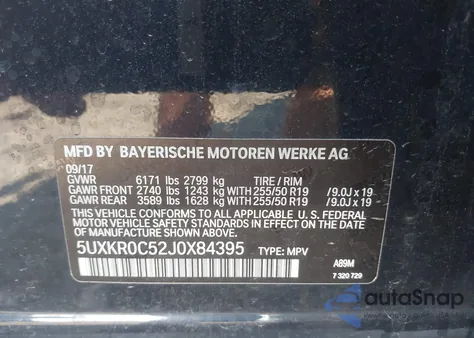 MFD BY BAYERISCHE MOTOREN WERKE AG
09/17
GVWR 6171 lbs 2799 kg TIRE / RIM
GAWR FRONT 2740 lbs 1243 kg WITH 255/50 R19 /9.0J x 19
GAWR REAR 3589 lbs 1628 kg WITH 255/50 R19 /9.0J x 19
THIS VEHICLE CONFORMS TO ALL APPLICABLE U. S. FEDERAL
MOTOR VEHICLE SAFETY STANDARDS IN EFFECT ON THE DATE
OF MANUFACTURE SHOWN ABOVE.
5UXKR0C52J0X84395 TYPE: MPV
A89M
7 320 729
autoSnap